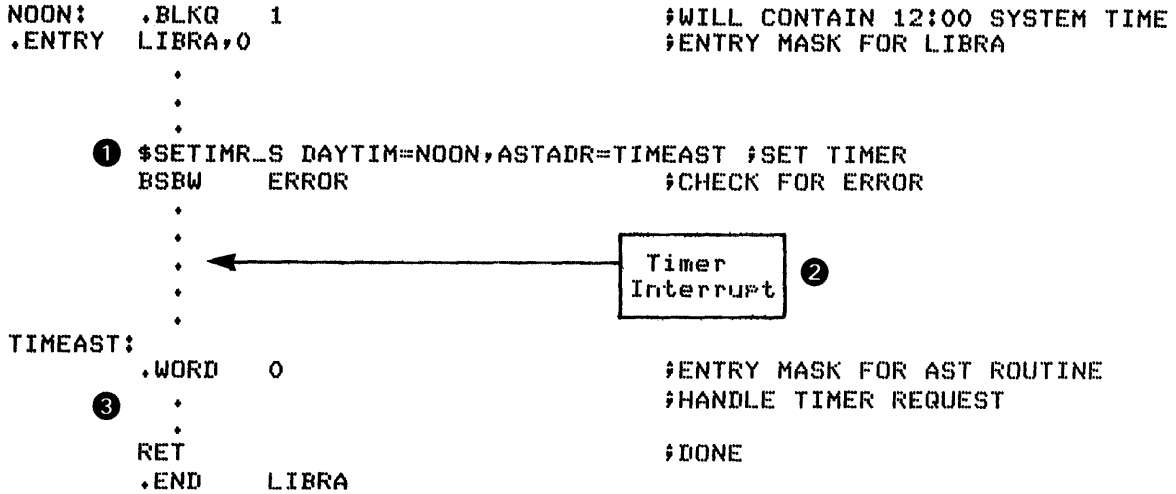 NOON: .BLKQ 1 ;WILL CONTAIN 12:00 SYSTEM TIME
.ENTRY LIBRA,0 ;ENTRY MASK FOR LIBRA
.
.
.
❶ $SETIMR_S DAYTIM=NOON,ASTADR=TIMEAST ;SET TIMER
BSBW ERROR ;CHECK FOR ERROR
.
.
.
.
.
Timer
Interrupt
❷
TIMEAST:
.WORD 0 ;ENTRY MASK FOR AST ROUTINE
❸ . ;HANDLE TIMER REQUEST
.
RET ;DONE
.END LIBRA